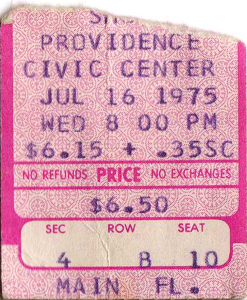 PROVIDENCE
CIVIC CENTER
JUL 16 1975
WED 8 00 PM
$6.15 + .35SC
NO REFUNDS PRICE NO EXCHANGES
$6.50
SEC ROW SEAT
4 8 10
MAIN FL.